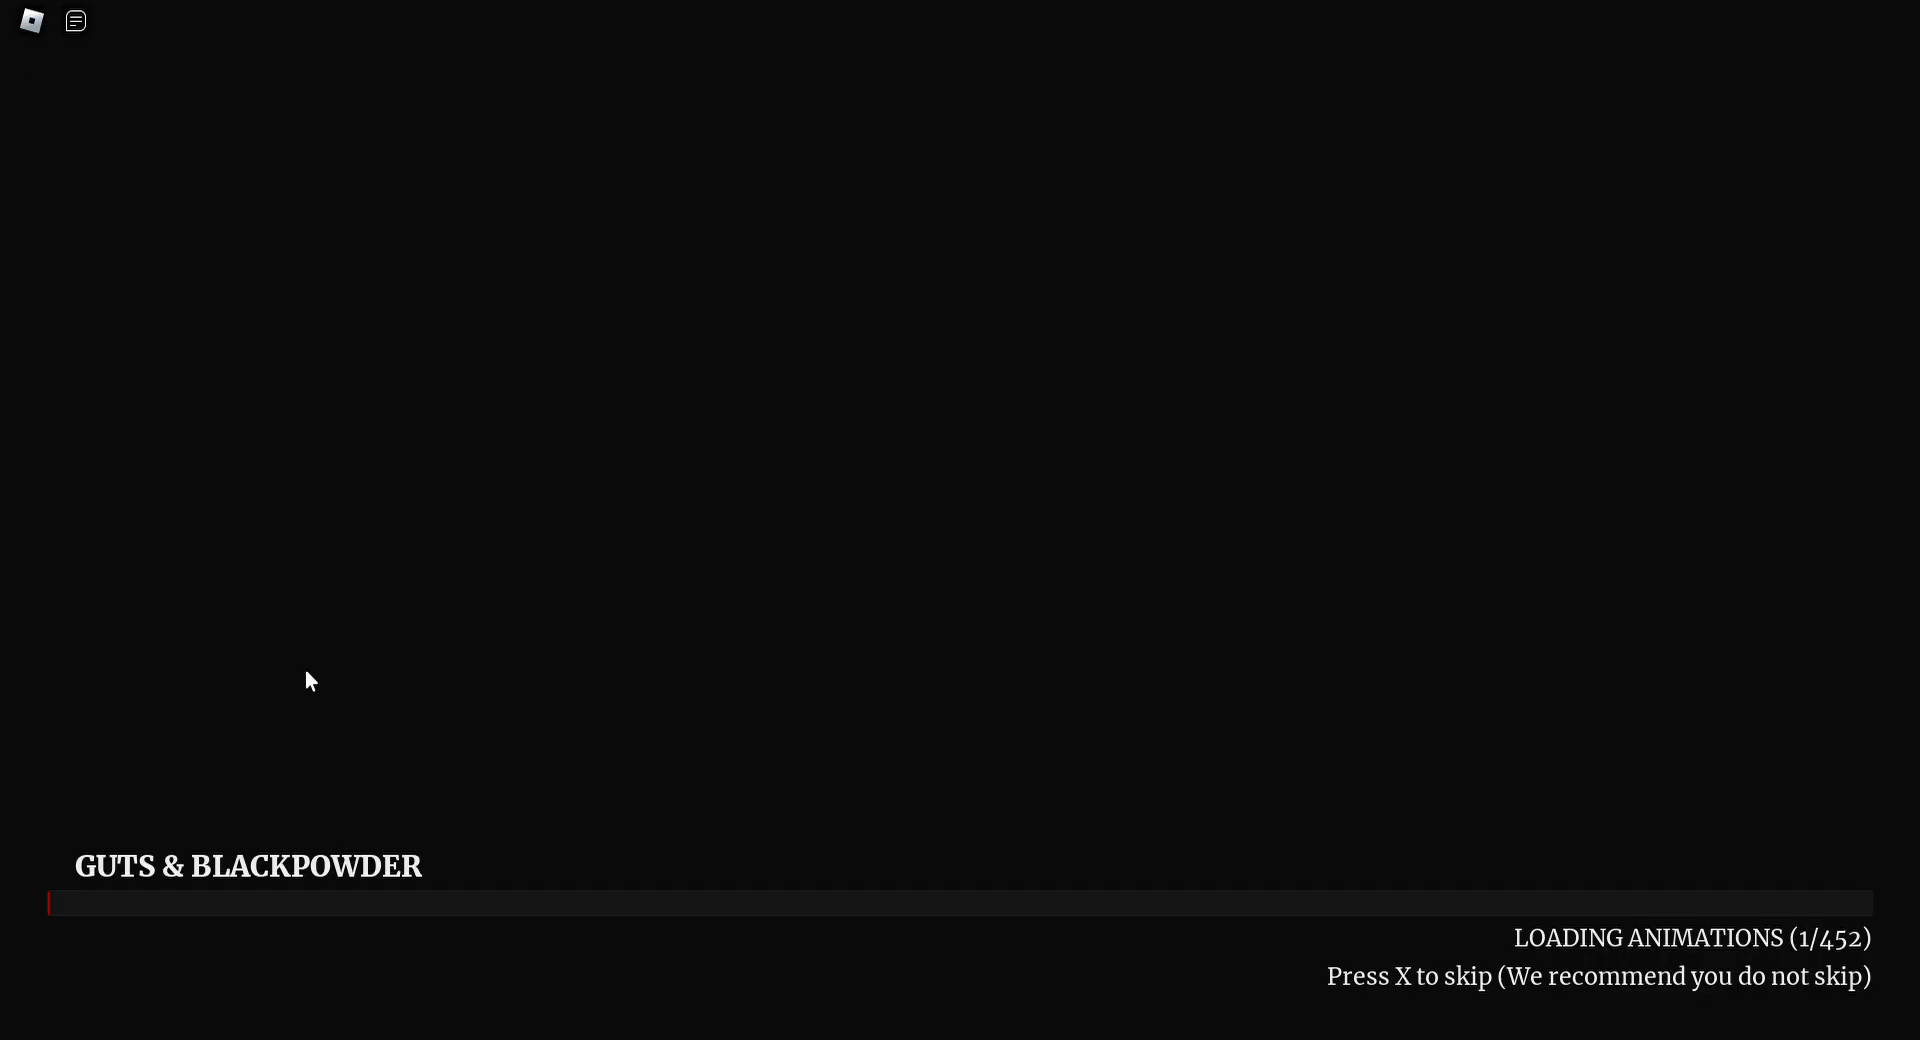 GUTS & BLACKPOWDER
LOADING ANIMATIONS (1/452)
Press X to skip (We recommend you do not skip)